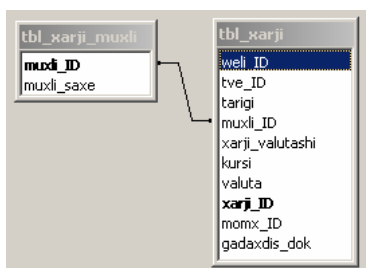 tbl_xarji_muxli
muxli_ID
muxli_saxe
tbl_xarji
weli_ID
tve_ID
tarigi
muxli_ID
xarji_valutashi
kursi
valuta
xarji_ID
momx_ID
gadaxdis_dok